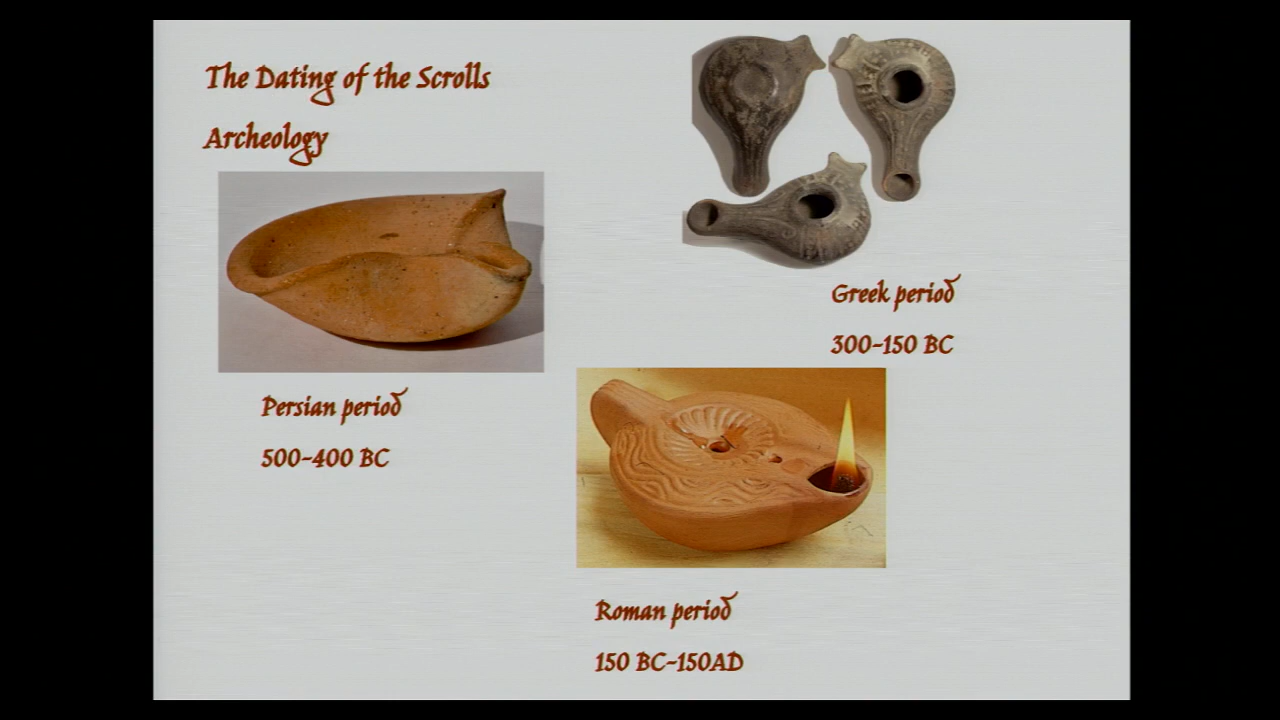 The Dating of the Scrolls
Archeology
Persian period
500-400 BC
Greek period
300-150 BC
Roman period
150 BC-150AD